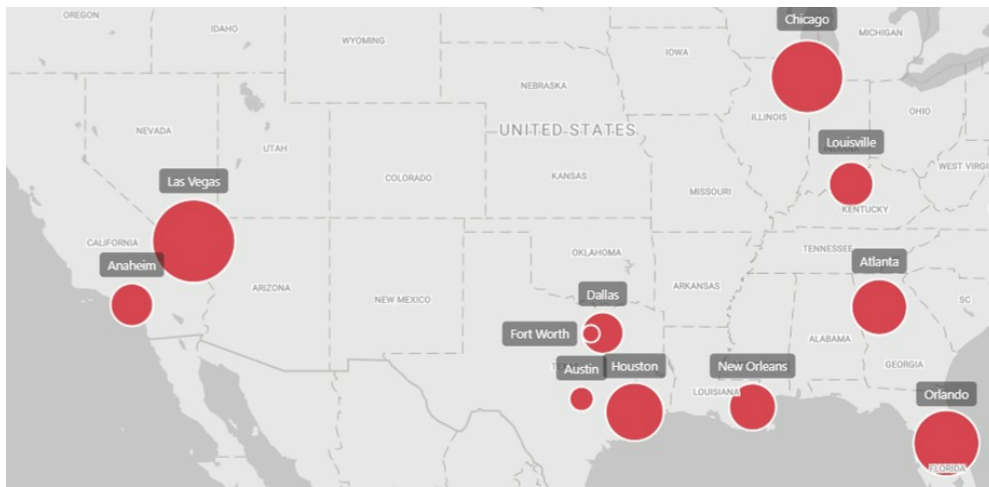 OREGON
IDAHO
WYOMING
Chicago
MICHIGAN
IOWA
NEBRASKA
OHIO
ILLINOIS
NEVADA
UNITED STATES
UTAH
Louisville
WEST VIRGI
Las Vegas
COLORADO
KANSAS
MISSOURI
KENTUCKY
CALIFORNIA
OKLAHOMA
TENNESSEE
Anaheim
Atlanta
ARIZONA
NEW MEXICO
ARKANSAS
Dallas
SC
Fort Worth
ALABAMA
Austin
Houston
New Orleans
GEORGIA
LOUISIANA
Orlando
FLORIDA